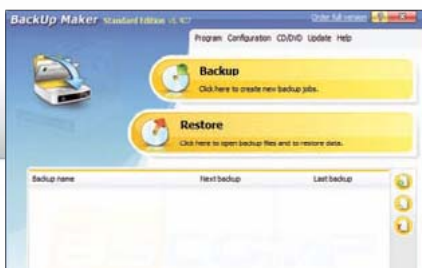 BackUp Maker Standard Edition
Order full version
Program Configuration CD/DVD Update Help
Backup
Click here to create new backup jobs.
Restore
Click here to open backup files and to restore data.
Backup name Next backup Last backup